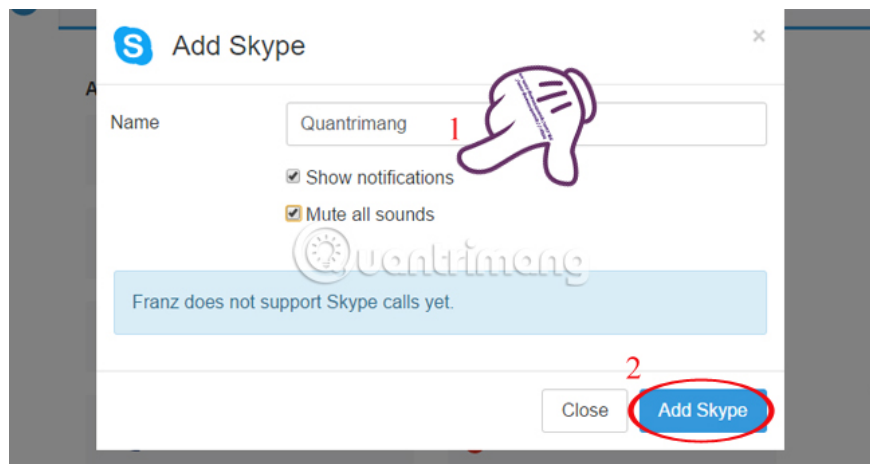 S Add Skype ×
A
Name Quantrimang 1
Show notifications
Mute all sounds
Quantrimang
Franz does not support Skype calls yet.
2
Close Add Skype